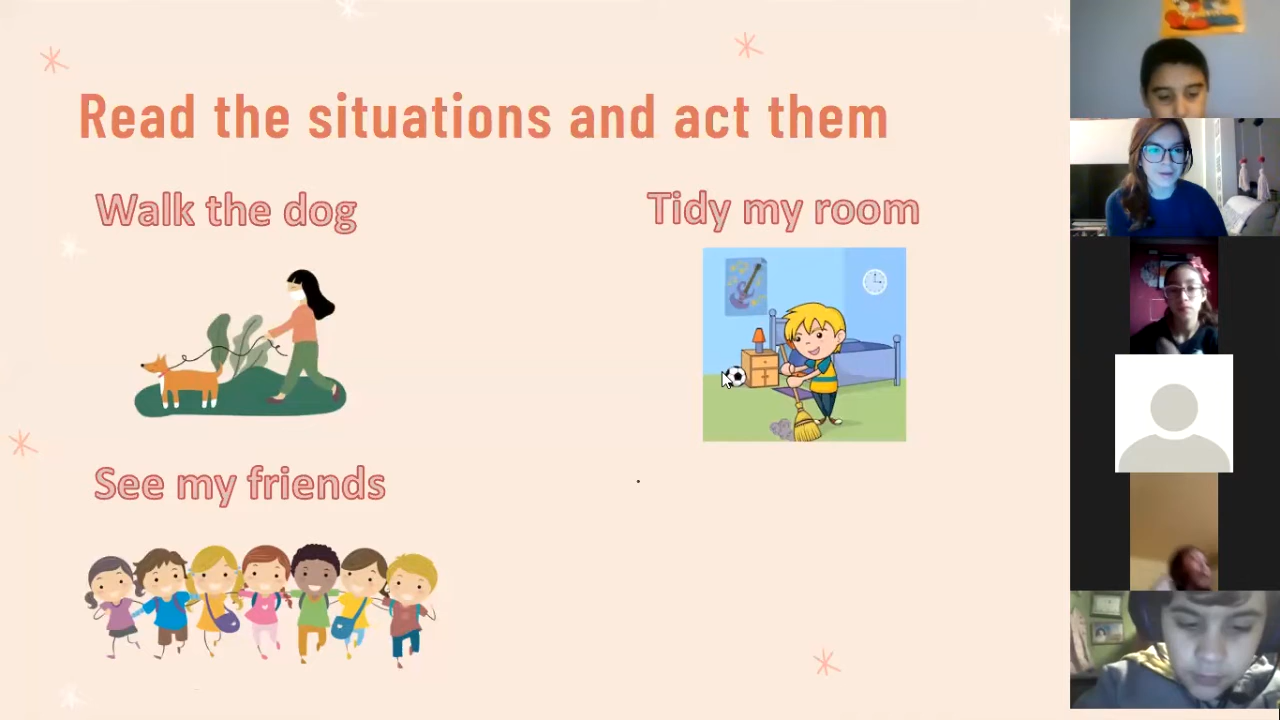 Read the situations and act them
Walk the dog
Tidy my room
See my friends